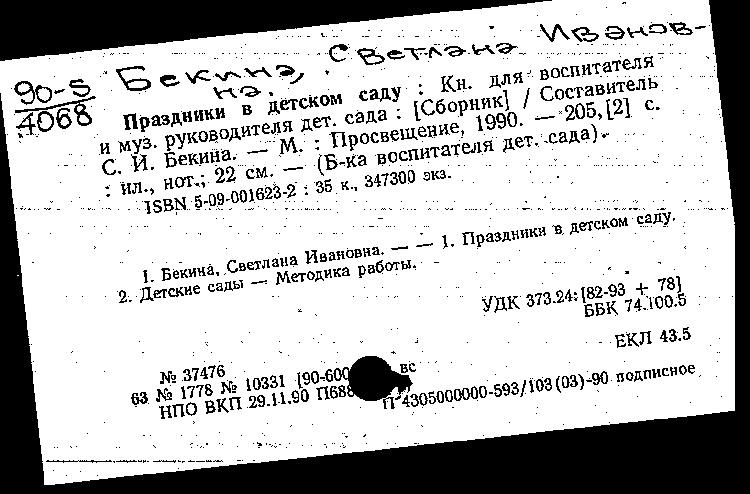 90-5
4068
Бекина, Светлана Иванов-
на.
Праздники в детском саду : Кн. для воспитателя
и муз. руководителя дет. сада : [Сборник] / Составитель
С. И. Бекина. — М. : Просвещение, 1990. — 205,[2] с.
: ил., нот.; 22 см. — (Б-ка воспитателя дет. сада).
ISBN 5-09-001623-2 : 35 к., 347300 экз.
1. Бекина, Светлана Ивановна. — — 1. Праздники в детском саду.
2. Детские сады — Методика работы.
УДК 373.24:[82-93 + 78]
ББК 74.100.5
ЕКЛ 43.5
№ 37476
63 № 1778 № 10331 [90-600 вс
НПО ВКП 29.11.90 П688
П 4305000000-593/103(03)-90 подписное